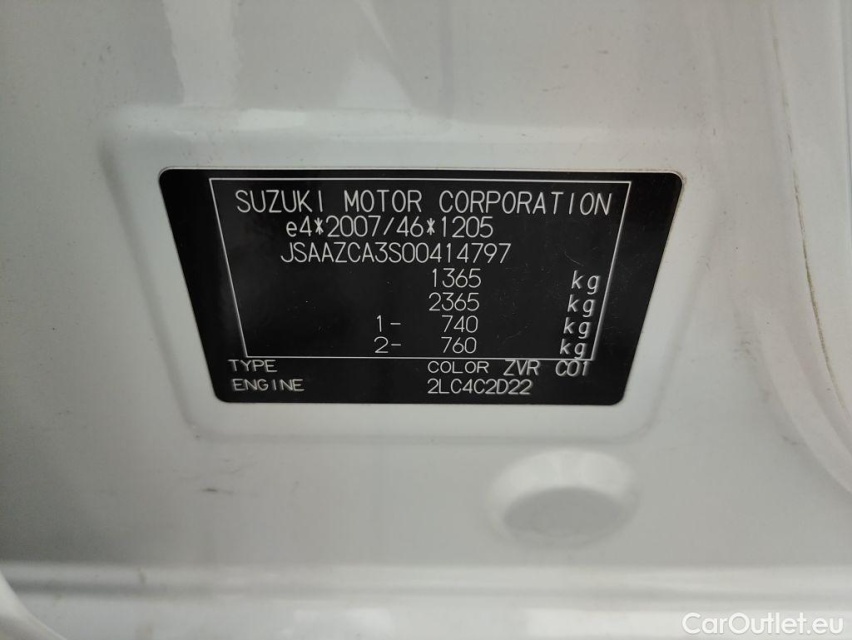 SUZUKI MOTOR CORPORATION
e4*2007/46*1205
JSAAZCA3S00414797
1365 kg
2365 kg
1- 740 kg
2- 760 kg
TYPE COLOR ZVR C01
ENGINE 2LC4C2D22
CarOutlet.eu